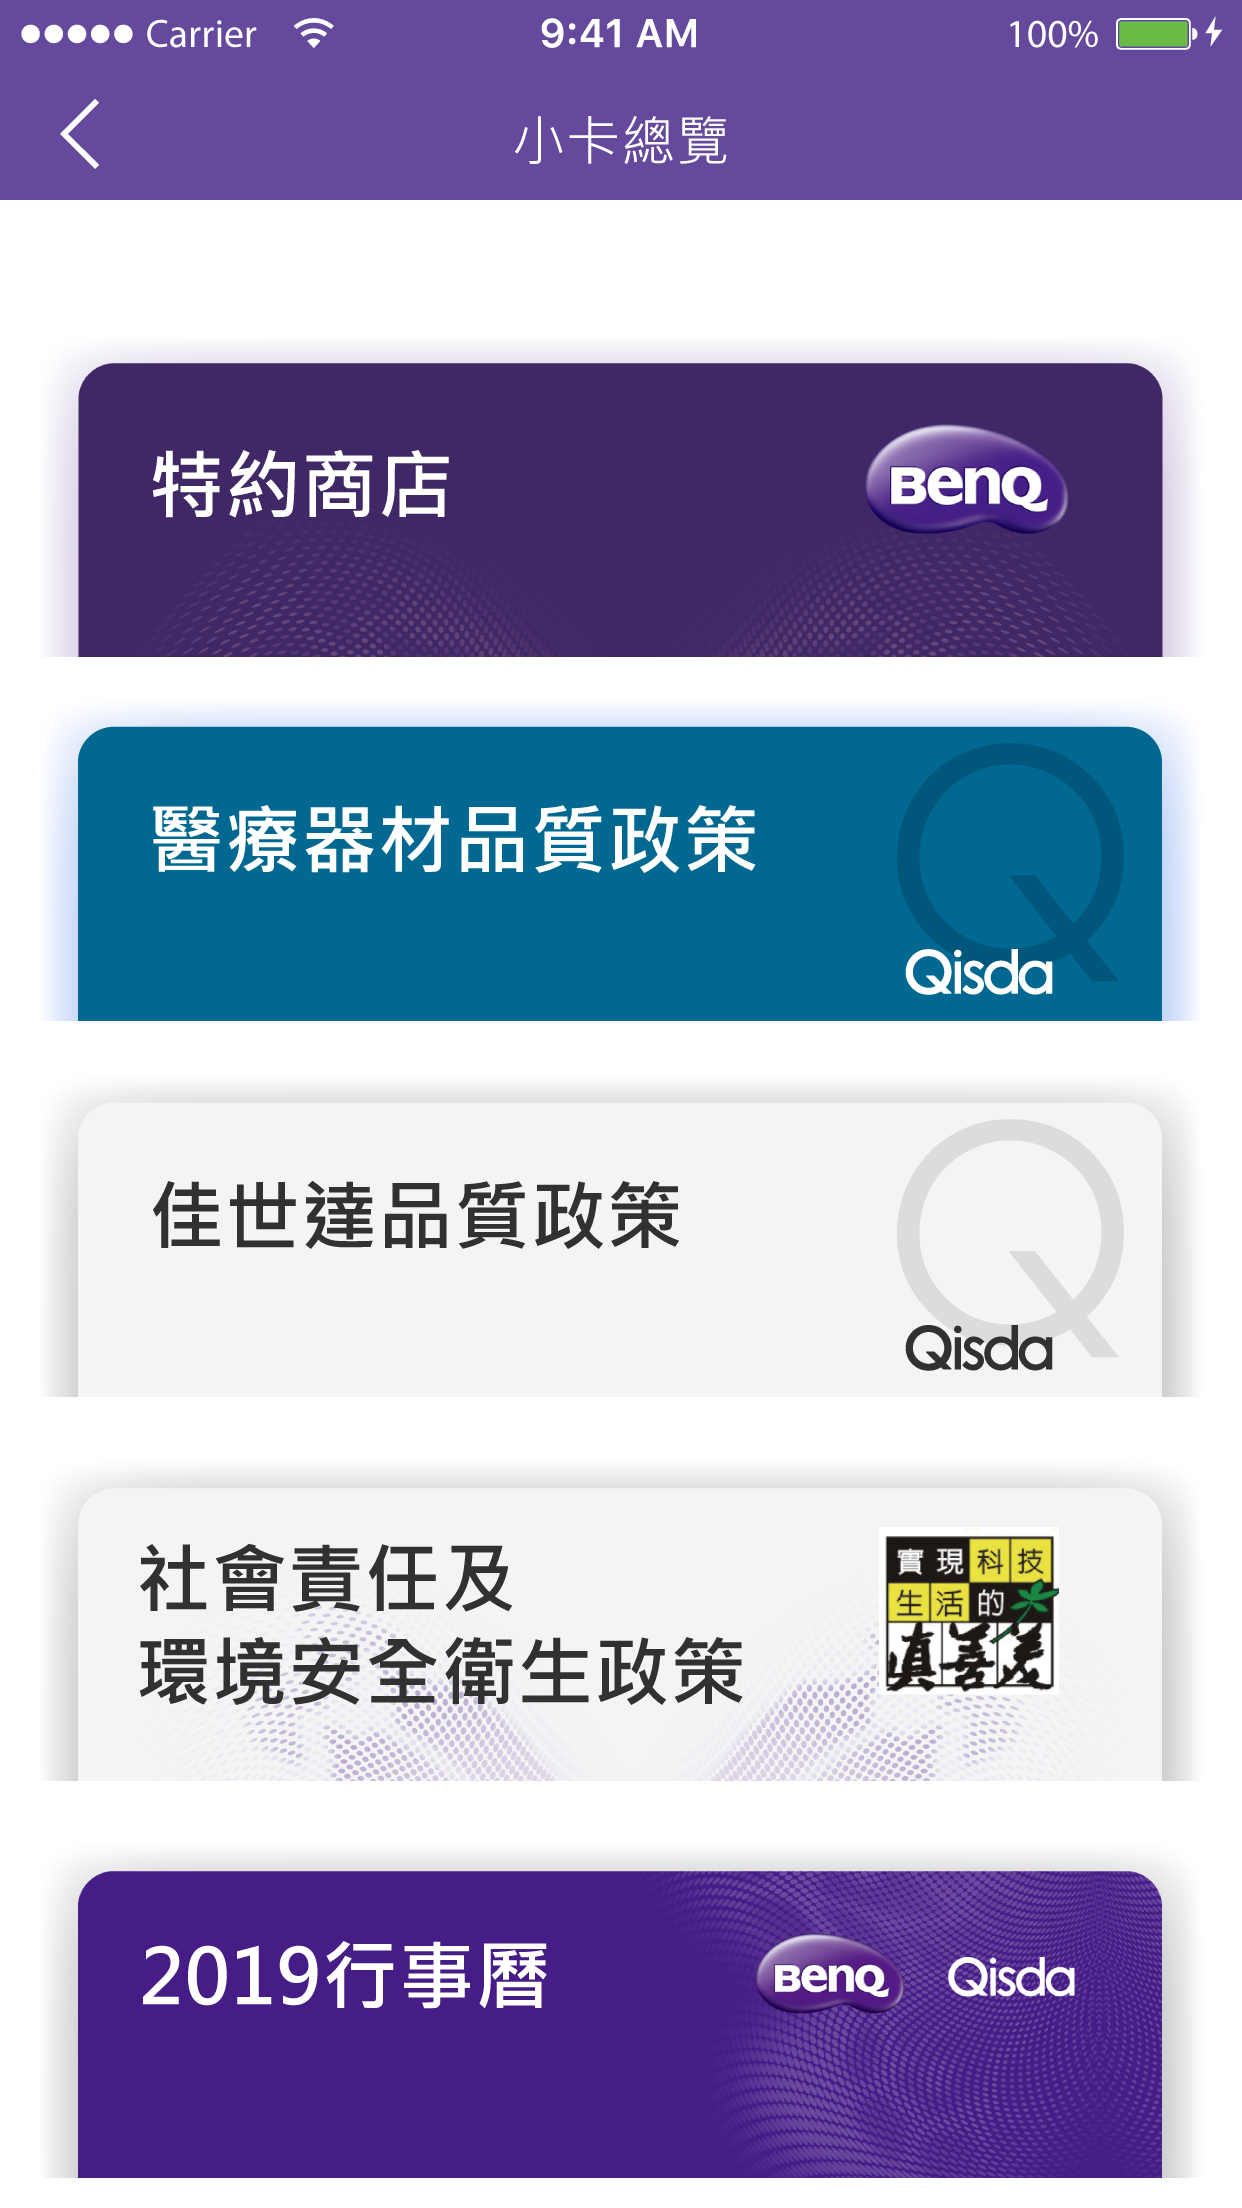 Carrier
9:41 AM
100%
小卡總覽
特約商店
BenQ
醫療器材品質政策
Qisda
佳世達品質政策
Qisda
社會責任及
環境安全衛生政策
實現科技
生活的
真善美
2019行事曆
BenQ
Qisda